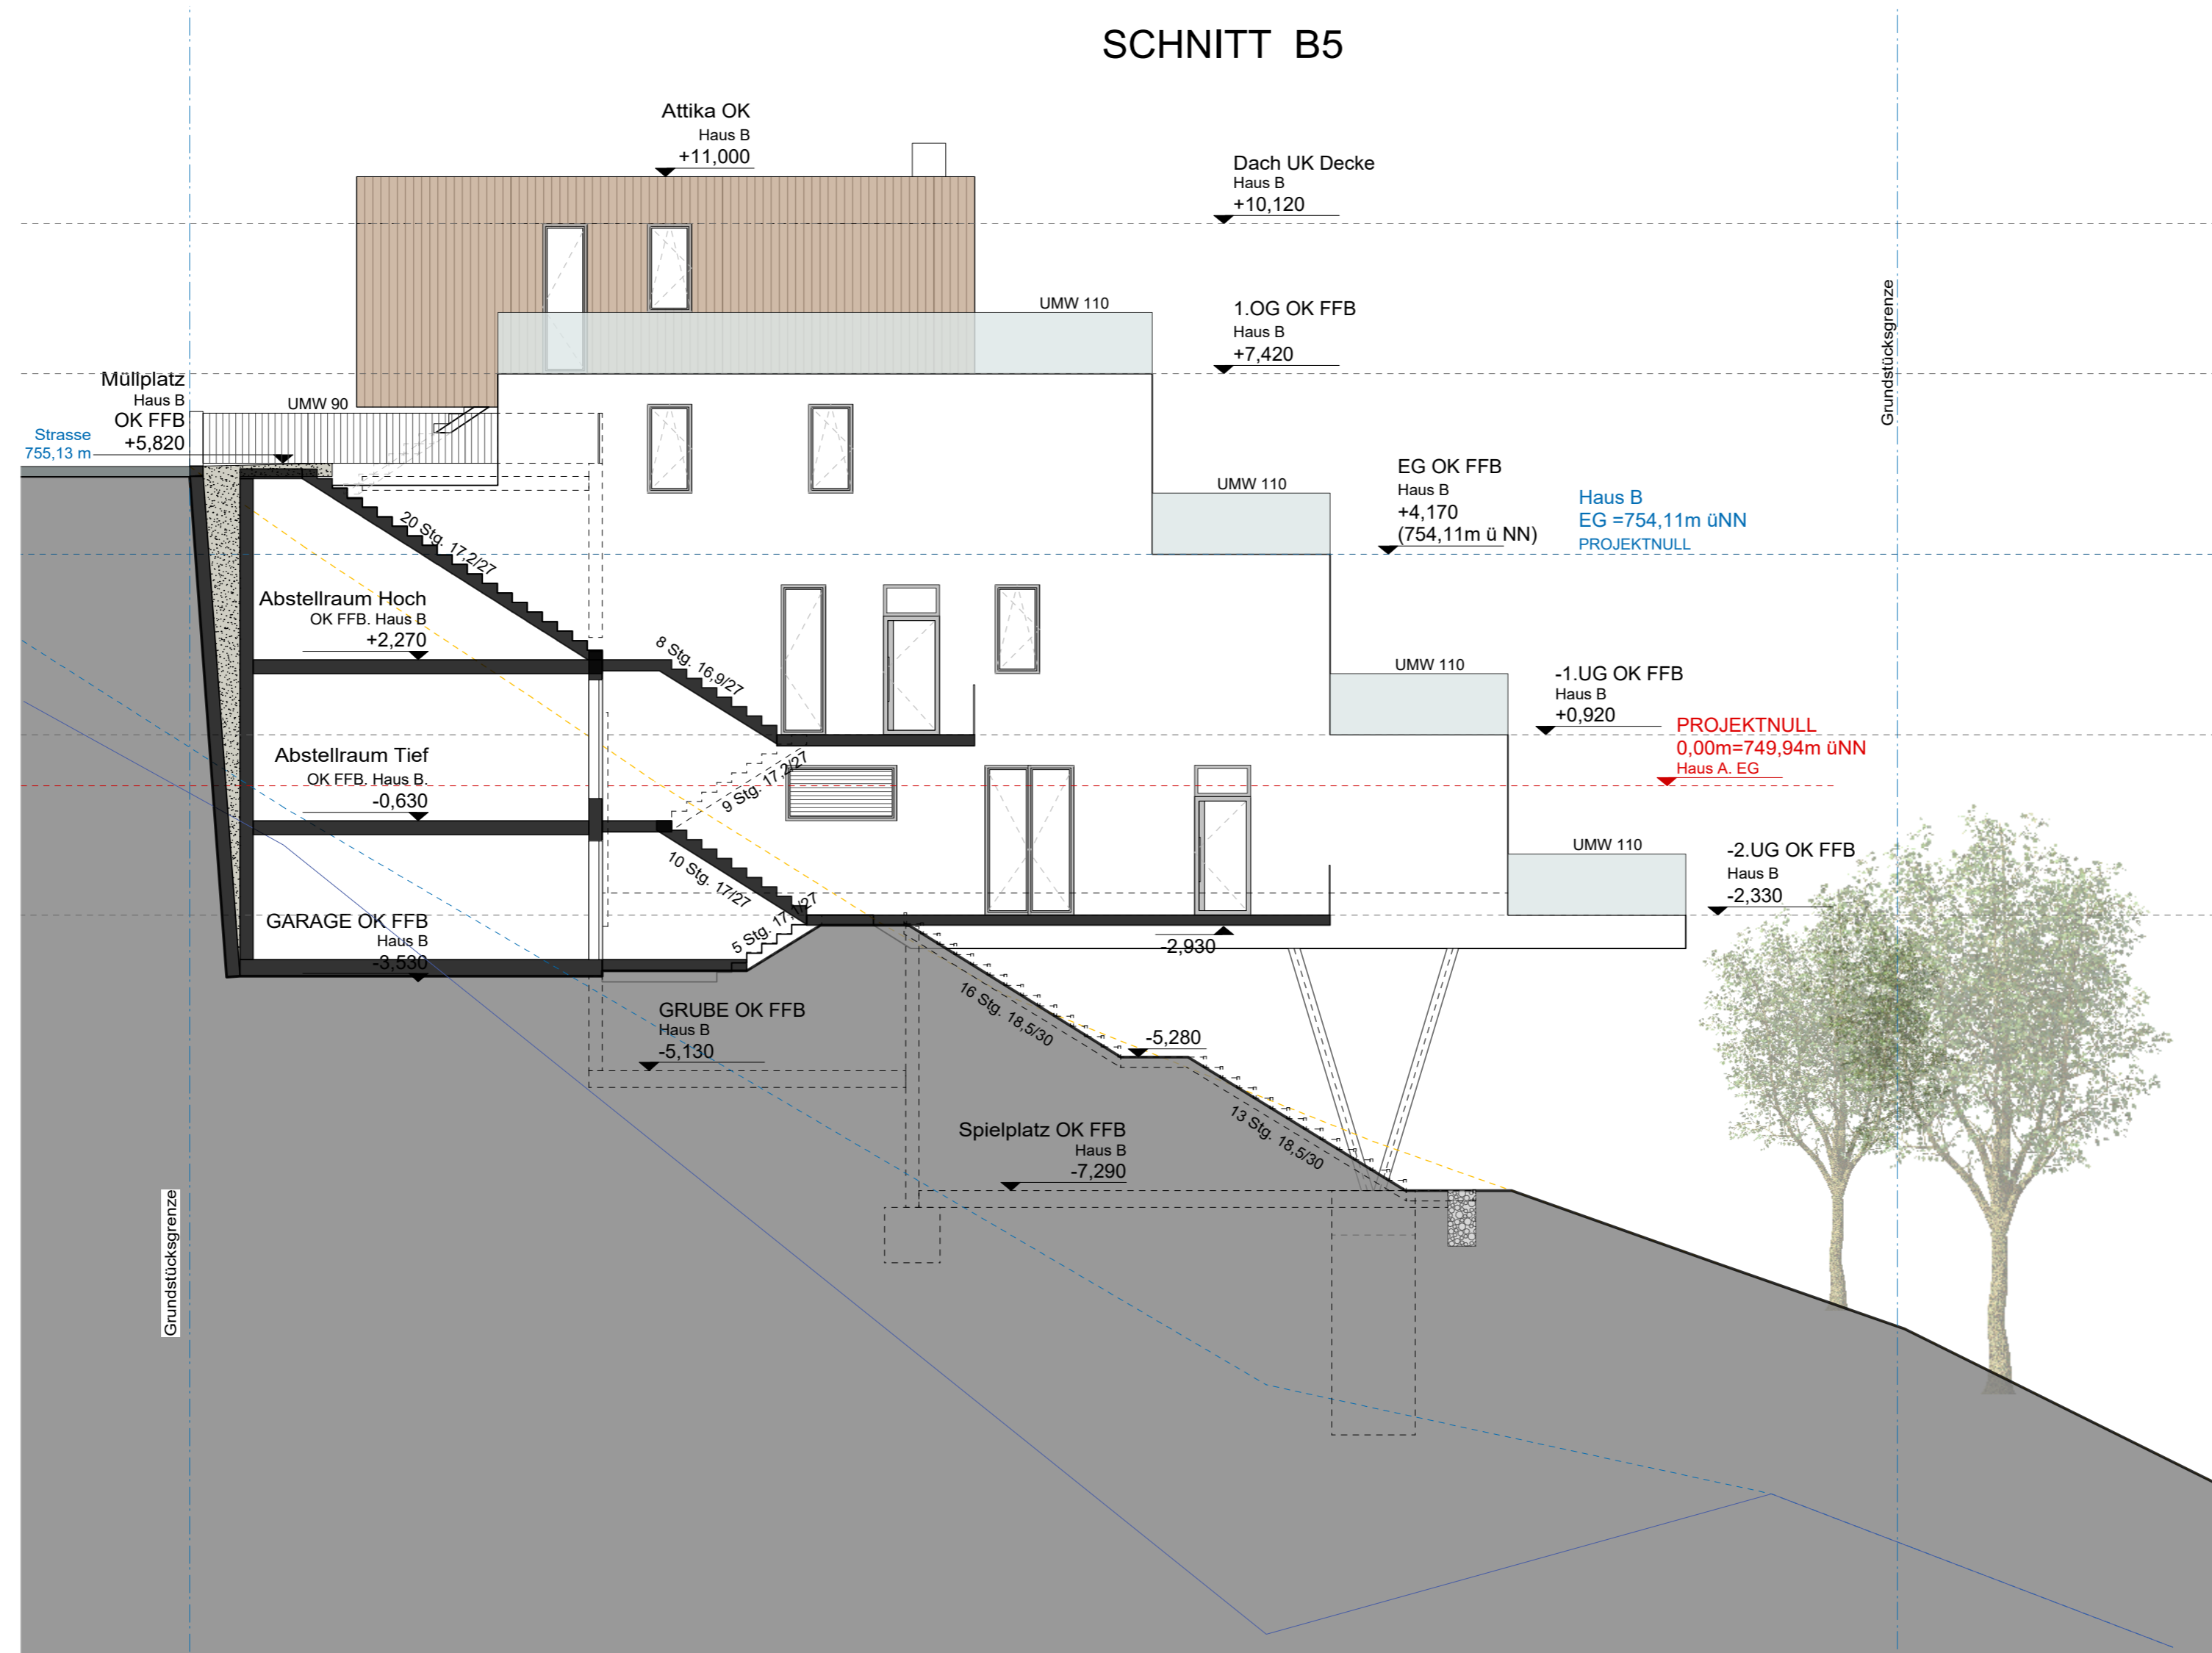 SCHNITT B5
Attika OK
Haus B
+11,000
Dach UK Decke
Haus B
+10,120
UMW 110
1.OG OK FFB
Haus B
+7,420
Grundstücksgrenze
Müllplatz
Haus B
OK FFB
+5,820
UMW 90
Strasse
755,13 m
UMW 110
EG OK FFB
Haus B
+4,170
(754,11m ü NN)
Haus B
EG =754,11m üNN
PROJEKTNULL
20 Stg. 17,2/27
Abstellraum Hoch
OK FFB. Haus B
+2,270
8 Stg. 16,9/27
UMW 110
-1.UG OK FFB
Haus B
+0,920
PROJEKTNULL
0,00m=749,94m üNN
Haus A. EG
Abstellraum Tief
OK FFB. Haus B.
-0,630
9 Stg. 17,2/27
10 Stg. 17/27
UMW 110
-2.UG OK FFB
Haus B
-2,330
GARAGE OK FFB
Haus B
-3,530
5 Stg. 17,1/27
-2,930
GRUBE OK FFB
Haus B
-5,130
16 Stg. 18,5/30
-5,280
13 Stg. 18,5/30
Spielplatz OK FFB
Haus B
-7,290
Grundstücksgrenze